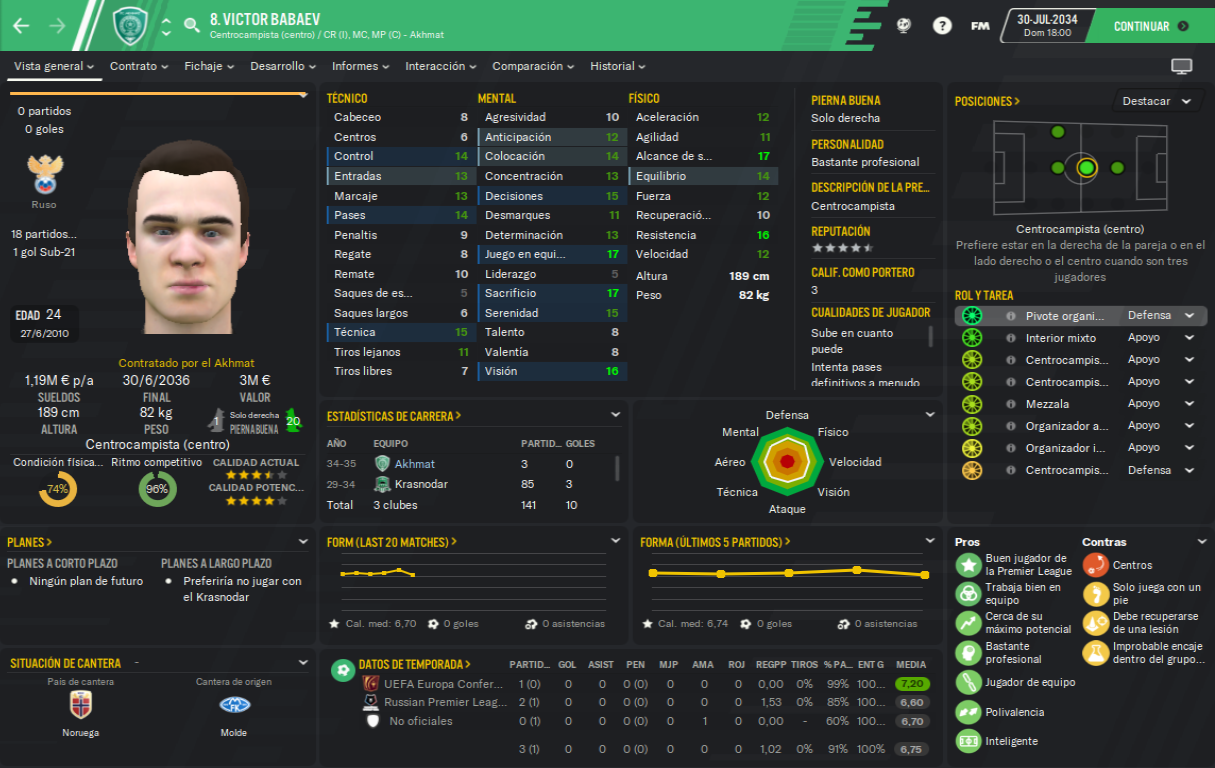 8. VICTOR BABAEV
Centrocampista (centro) / CR (I), MC, MP (C) - Akhmat
?
FM
30-JUL-2034
Dom 18:00
CONTINUAR
Vista general
Contrato
Fichaje
Desarrollo
Informes
Interacción
Comparación
Historial
0 partidos
0 goles
Ruso
18 partidos...
1 gol Sub-21
EDAD 24
27/6/2010
Contratado por el Akhmat
1,19M € p/a 30/6/2036 3M €
SUELDOS FINAL VALOR
189 cm 82 kg 1 Solo derecha 20
ALTURA PESO PIERNA BUENA
Centrocampista (centro)
Condición física... Ritmo competitivo CALIDAD ACTUAL
74% 96%
CALIDAD POTENC...
TÉCNICO
Cabeceo 8
Centros 6
Control 14
Entradas 13
Marcaje 13
Pases 14
Penaltis 9
Regate 8
Remate 10
Saques de es... 5
Saques largos 6
Técnica 15
Tiros lejanos 11
Tiros libres 7
MENTAL
Agresividad 10
Anticipación 12
Colocación 14
Concentración 13
Decisiones 15
Desmarques 11
Determinación 13
Juego en equi... 17
Liderazgo 5
Sacrificio 17
Serenidad 15
Talento 8
Valentía 8
Visión 16
FÍSICO
Aceleración 12
Agilidad 11
Alcance de s... 17
Equilibrio 14
Fuerza 12
Recuperació... 10
Resistencia 16
Velocidad 12
Altura 189 cm
Peso 82 kg
PIERNA BUENA
Solo derecha
PERSONALIDAD
Bastante profesional
DESCRIPCIÓN DE LA PRE...
Centrocampista
REPUTACIÓN
CALIF. COMO PORTERO
3
CUALIDADES DE JUGADOR
Sube en cuanto
puede
Intenta pases
definitivos a menudo
POSICIONES >
Destacar
Centrocampista (centro)
Prefiere estar en la derecha de la pareja o en el
lado derecho o el centro cuando son tres
jugadores
ROL Y TAREA
Pivote organi... Defensa
Interior mixto Apoyo
Centrocampis... Apoyo
Centrocampis... Apoyo
Mezzala Apoyo
Organizador a... Apoyo
Organizador i... Apoyo
Centrocampis... Defensa
ESTADÍSTICAS DE CARRERA >
AÑO EQUIPO PARTID... GOLES
34-35 Akhmat 3 0
29-34 Krasnodar 85 3
Total 3 clubes 141 10
Defensa
Mental Físico
Aéreo Velocidad
Técnica Visión
Ataque
PLANES >
PLANES A CORTO PLAZO
Ningún plan de futuro
PLANES A LARGO PLAZO
Preferiría no jugar con
el Krasnodar
FORM (LAST 20 MATCHES) >
Cal. med: 6,70 0 goles 0 asistencias
FORMA (ÚLTIMOS 5 PARTIDOS) >
Cal. med: 6,74 0 goles 0 asistencias
Pros
Buen jugador de
la Premier League
Trabaja bien en
equipo
Cerca de su
máximo potencial
Bastante
profesional
Jugador de equipo
Polivalencia
Inteligente
Contras
Centros
Solo juega con un
pie
Debe recuperarse
de una lesión
Improbable encaje
dentro del grupo...
SITUACIÓN DE CANTERA -
País de cantera Cantera de origen
Noruega Molde
DATOS DE TEMPORADA > PARTID... GOL ASIST PEN MJP AMA ROJ REGPP TIROS % PA... ENT G MEDIA
UEFA Europa Confer... 1 (0) 0 0 0 (0) 0 0 0 0,00 0% 99% 100... 7,20
Russian Premier Leag... 2 (1) 0 0 0 (0) 0 0 0 1,53 0% 85% 100... 6,60
No oficiales 0 (1) 0 0 0 (0) 0 1 0 0,00 - 60% 100... 6,70
3 (1) 0 0 0 (0) 0 0 0 1,02 0% 91% 100% 6,75